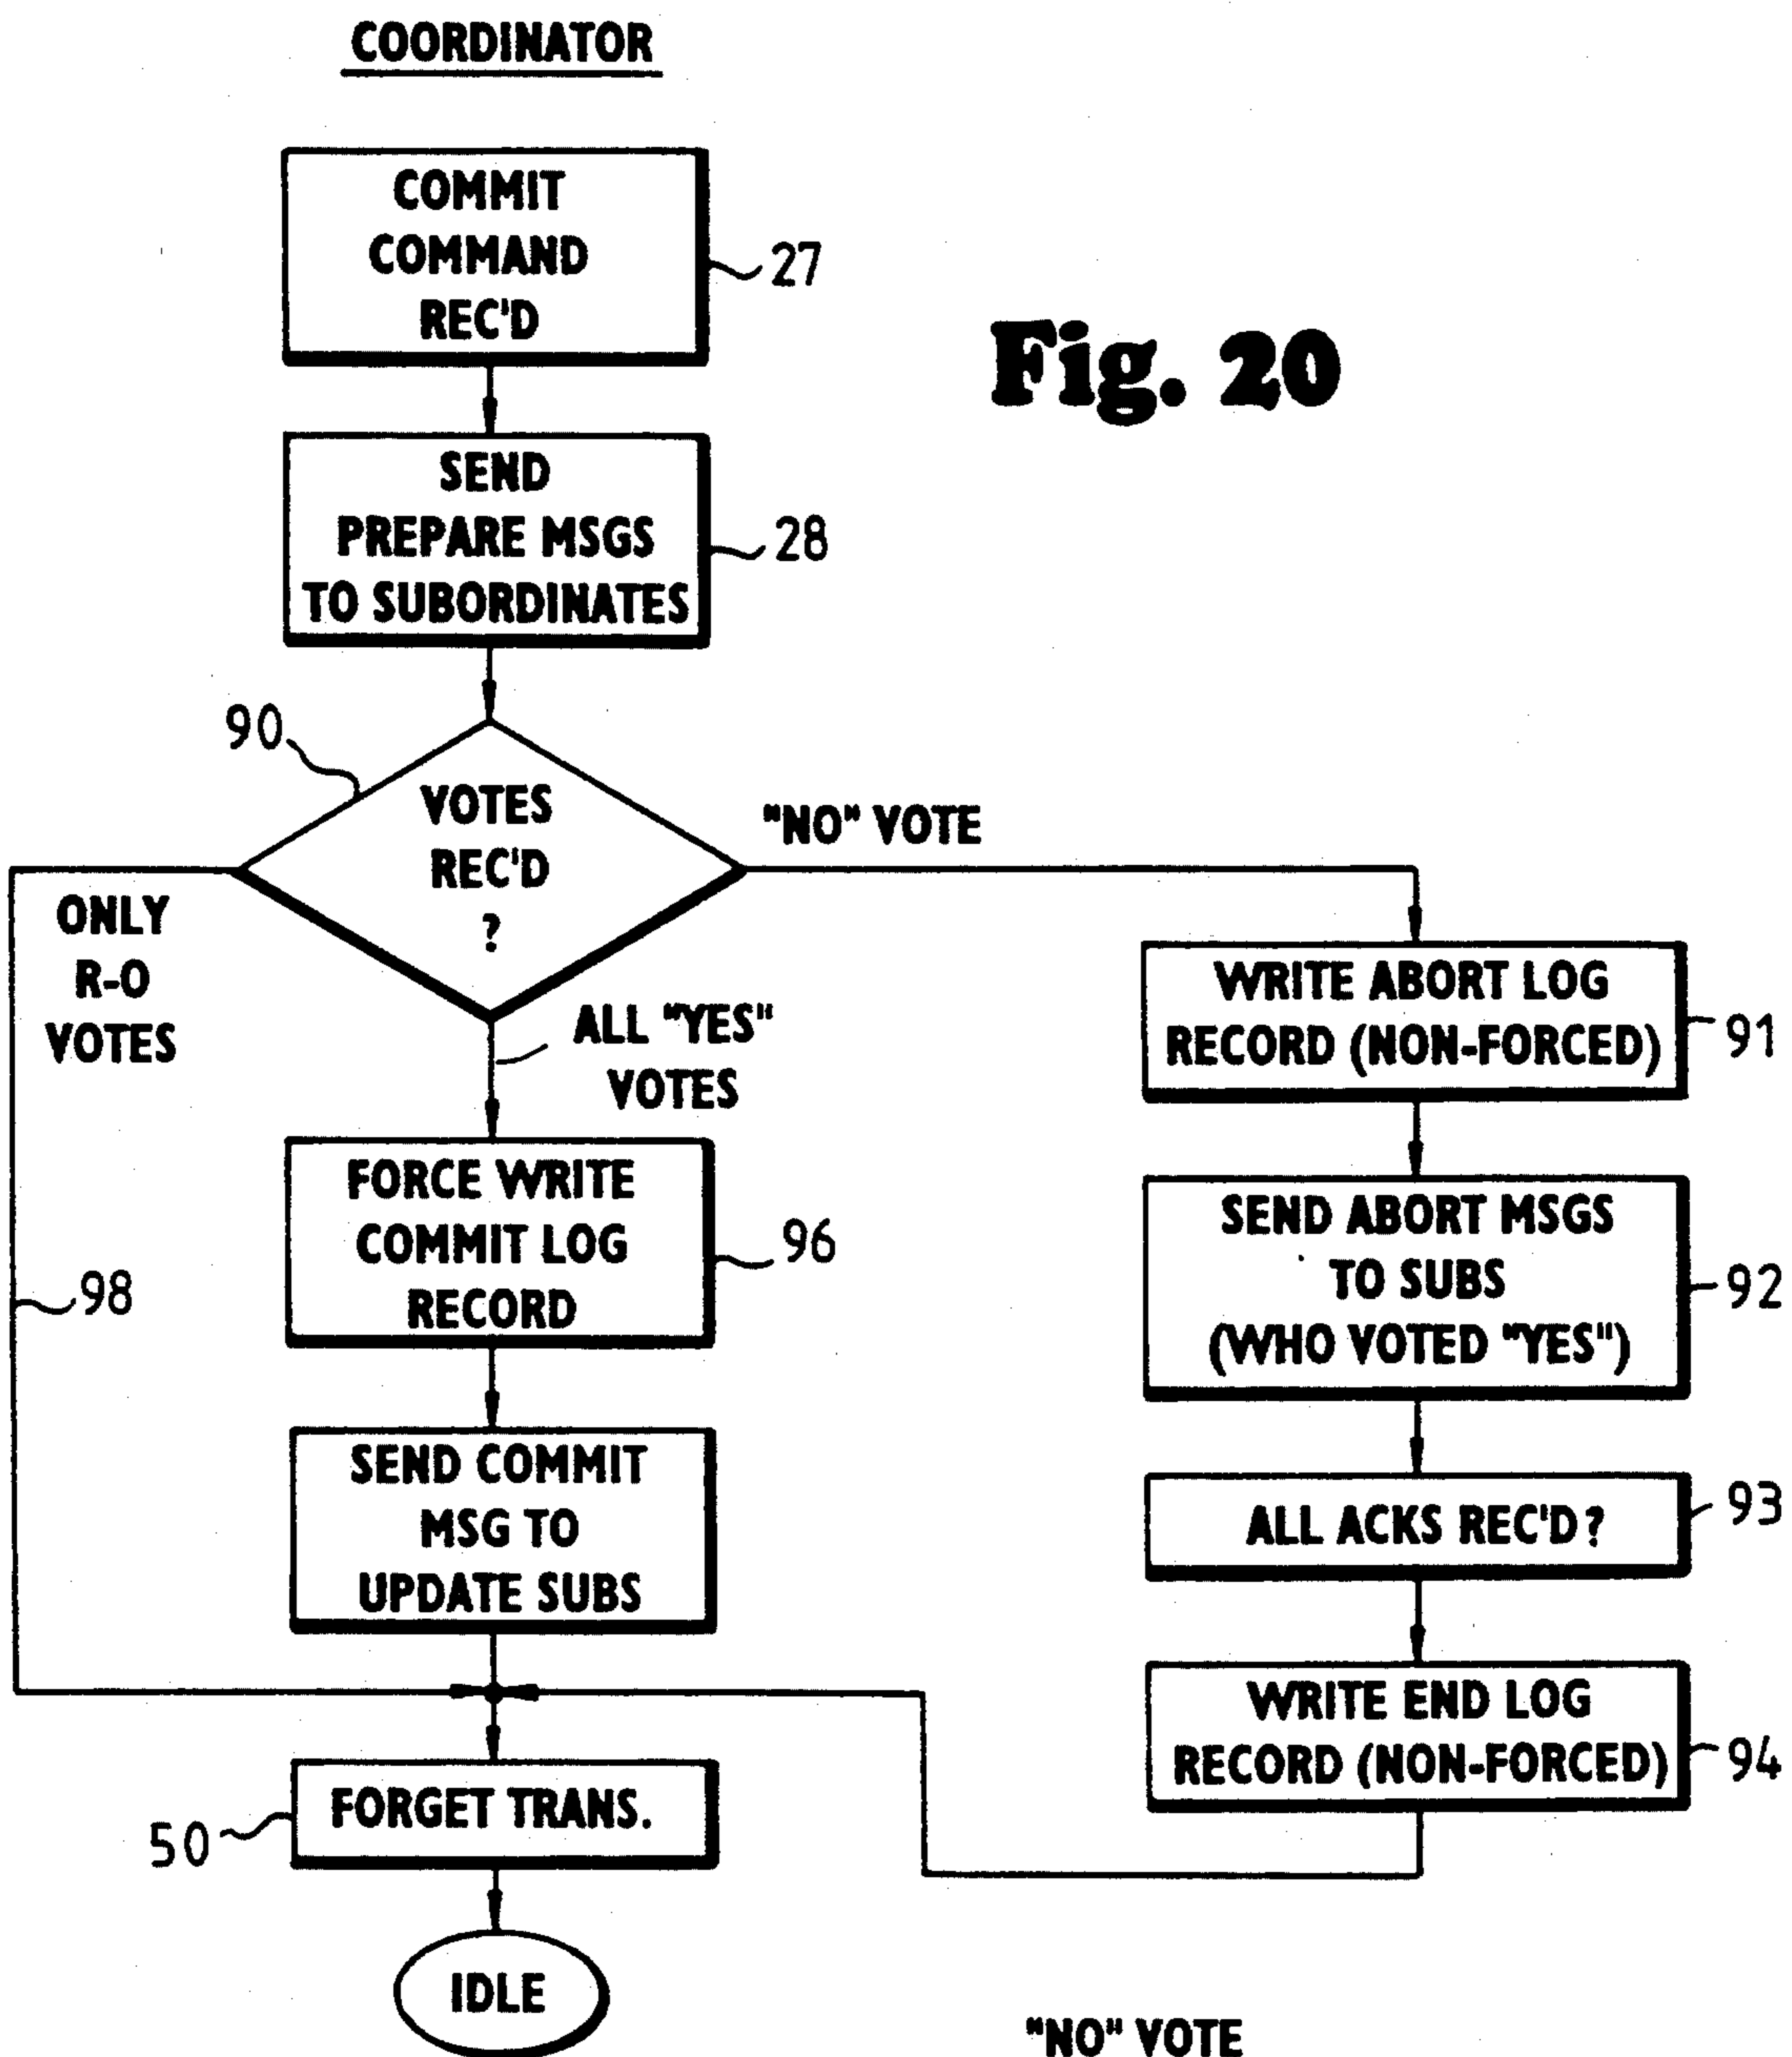 COORDINATOR
COMMIT
COMMAND
REC'D
27
Fig. 20
SEND
PREPARE MSGS
TO SUBORDINATES
28
90
VOTES
REC'D
?
"NO" VOTE
ONLY
R-O
VOTES
ALL "YES"
VOTES
WRITE ABORT LOG
RECORD (NON-FORCED)
91
FORCE WRITE
COMMIT LOG
RECORD
96
98
SEND ABORT MSGS
TO SUBS
(WHO VOTED "YES")
92
SEND COMMIT
MSG TO
UPDATE SUBS
ALL ACKS REC'D?
93
WRITE END LOG
RECORD (NON-FORCED)
94
FORGET TRANS.
50
IDLE
"NO" VOTE